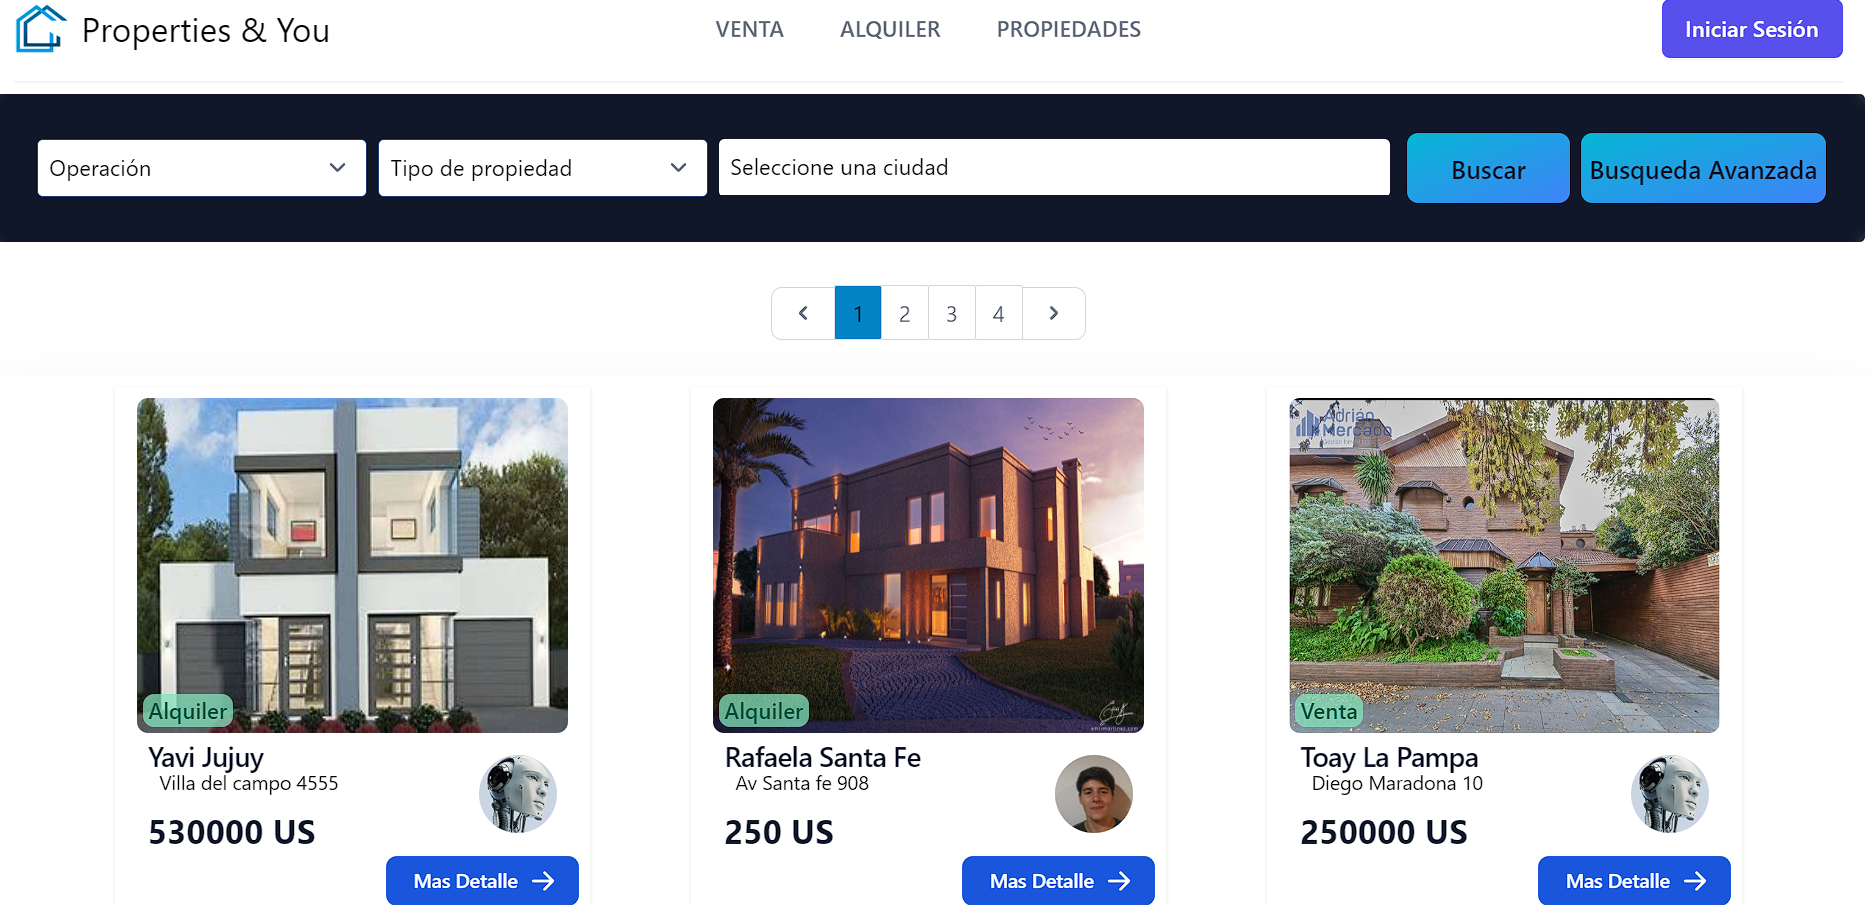 Properties & You
VENTA
ALQUILER
PROPIEDADES
Iniciar Sesión
Operación
Tipo de propiedad
Seleccione una ciudad
Buscar
Busqueda Avanzada
1
2
3
4
Alquiler
Yavi Jujuy
Villa del campo 4555
530000 US
Mas Detalle
Alquiler
Rafaela Santa Fe
Av Santa fe 908
250 US
Mas Detalle
Adrián
Mercado
Venta
Toay La Pampa
Diego Maradona 10
250000 US
Mas Detalle